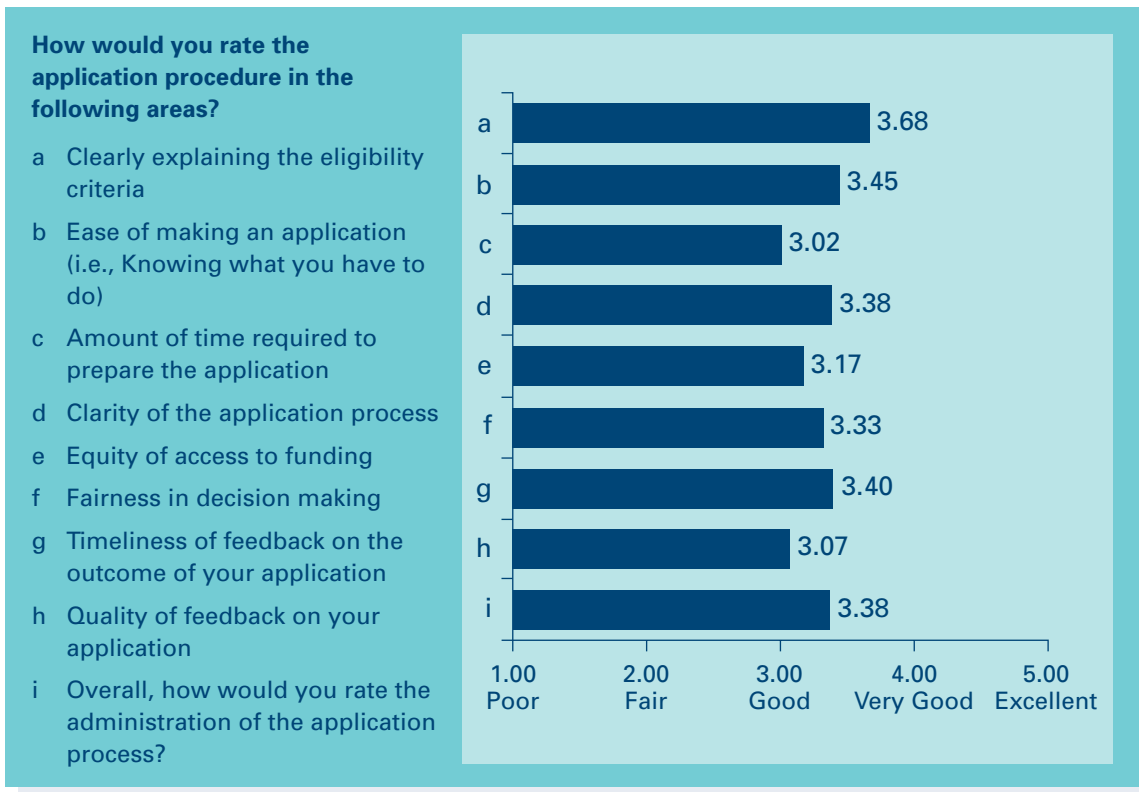 How would you rate the
application procedure in the
following areas?
a Clearly explaining the eligibility
criteria
b Ease of making an application
(i.e., Knowing what you have to
do)
c Amount of time required to
prepare the application
d Clarity of the application process
e Equity of access to funding
f Fairness in decision making
g Timeliness of feedback on the
outcome of your application
h Quality of feedback on your
application
i Overall, how would you rate the
administration of the application
process?
a 3.68
b 3.45
c 3.02
d 3.38
e 3.17
f 3.33
g 3.40
h 3.07
i 3.38
1.00 2.00 3.00 4.00 5.00
Poor Fair Good Very Good Excellent